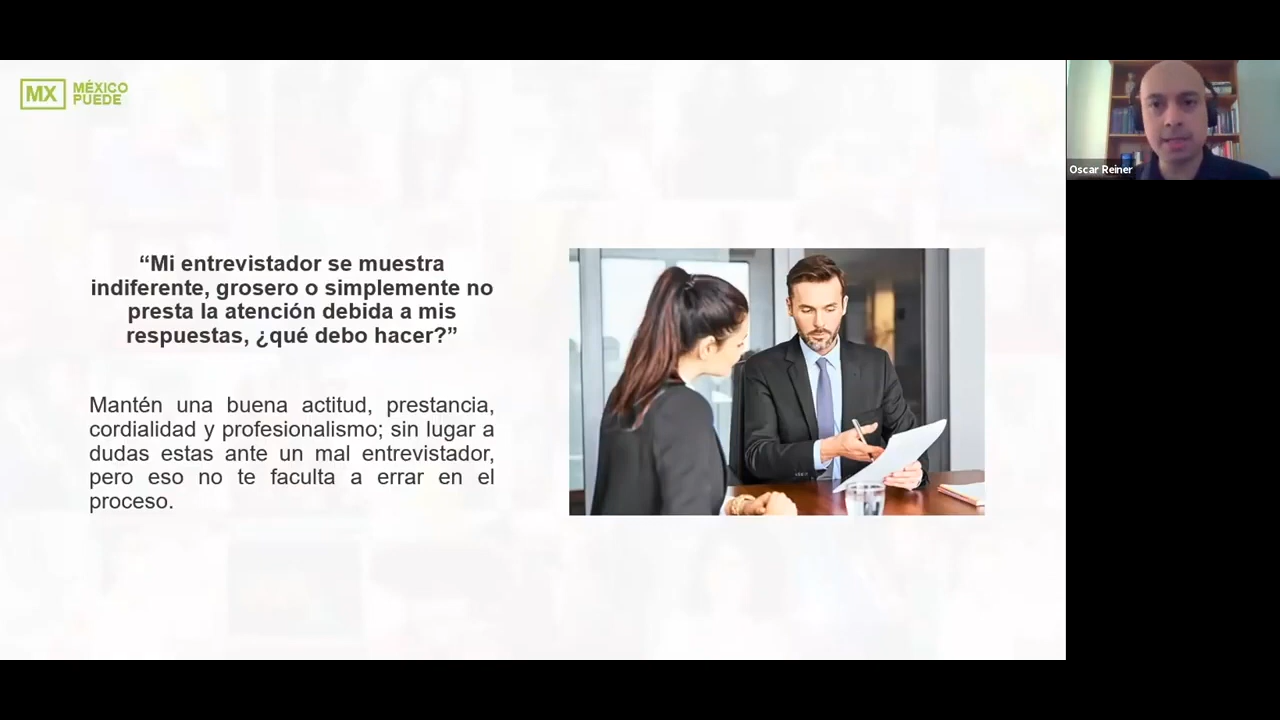 MX MÉXICO
PUEDE
Oscar Reiner
“Mi entrevistador se muestra
indiferente, grosero o simplemente no
presta la atención debida a mis
respuestas, ¿qué debo hacer?”
Mantén una buena actitud, prestancia,
cordialidad y profesionalismo; sin lugar a
dudas estas ante un mal entrevistador,
pero eso no te faculta a errar en el
proceso.